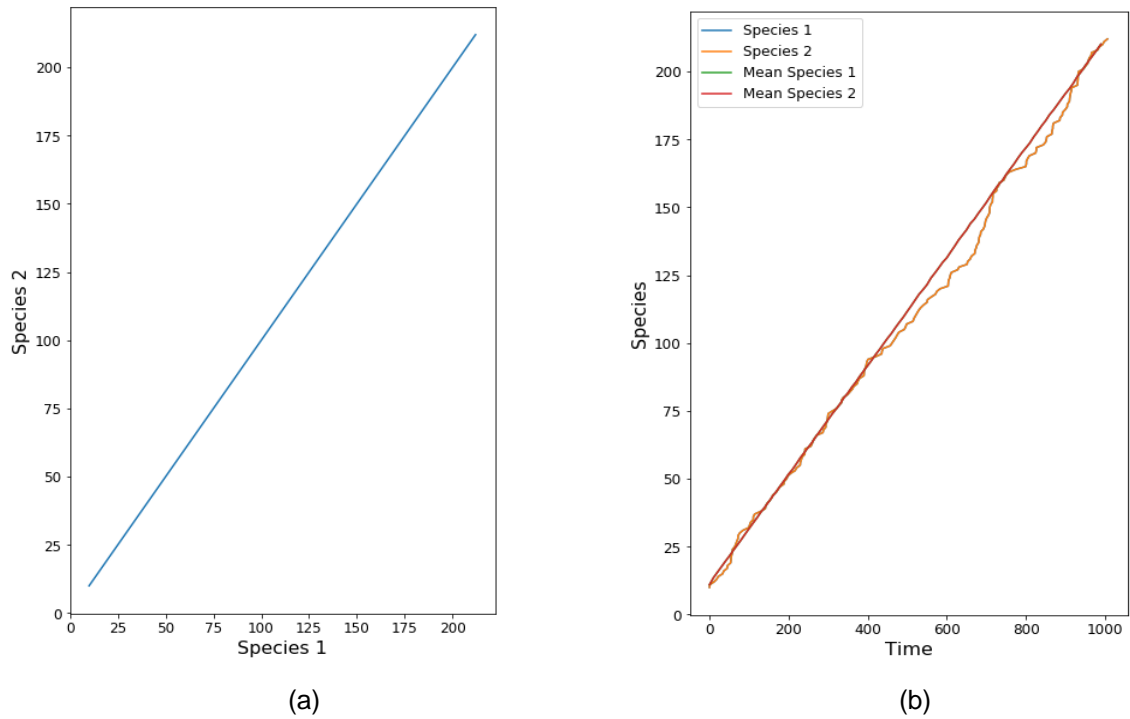 200
175
150
125
100
75
50
25
0
Species 2
0 25 50 75 100 125 150 175 200
Species 1
(a)
Species 1
Species 2
Mean Species 1
Mean Species 2
200
175
150
125
100
75
50
25
0
Species
0 200 400 600 800 1000
Time
(b)